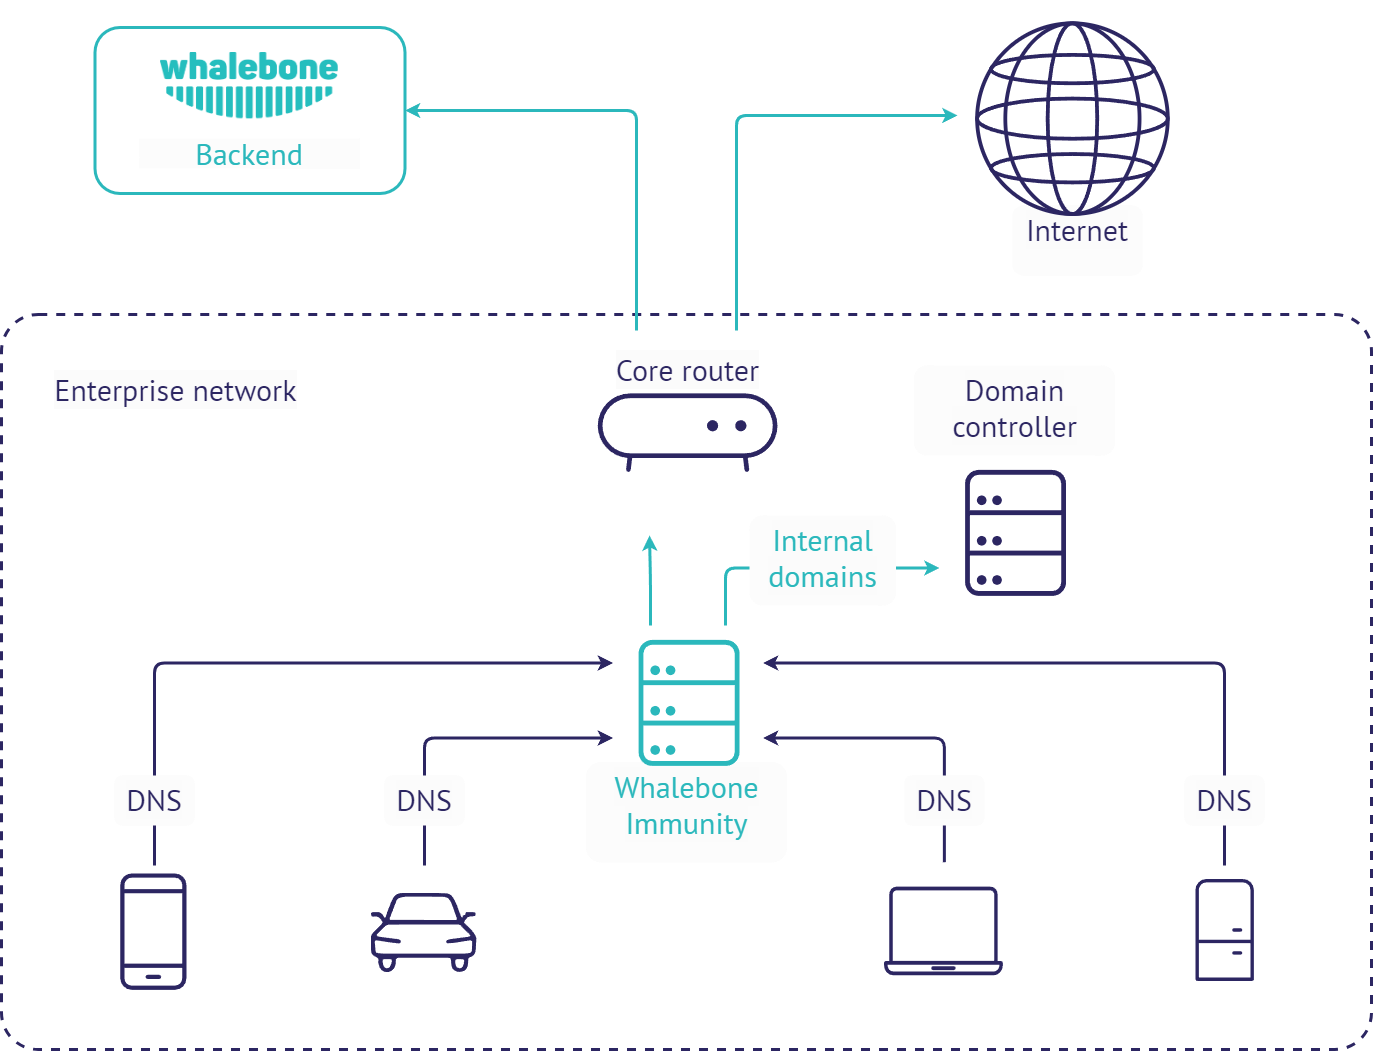 whalebone
Backend
Internet
Enterprise network
Core router
Domain
controller
Internal
domains
DNS
DNS
Whalebone
Immunity
DNS
DNS